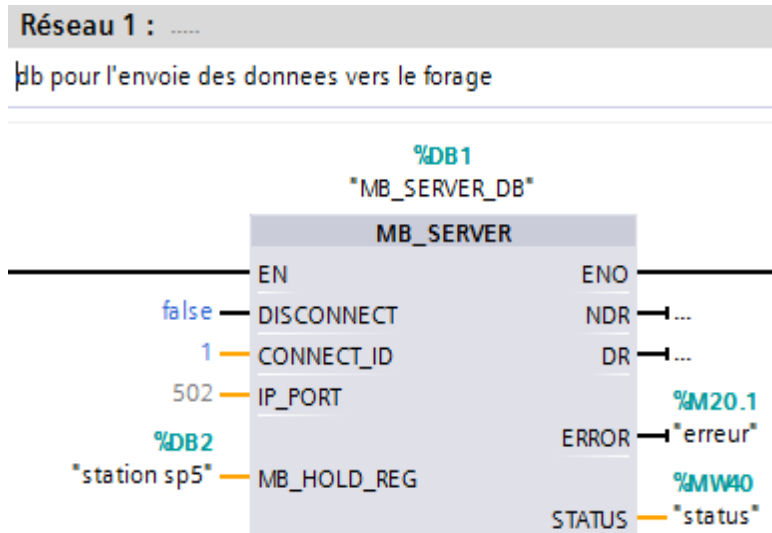 Réseau 1 : .....
db pour l'envoie des donnees vers le forage
%DB1
"MB_SERVER_DB"
MB_SERVER
EN ENO
false DISCONNECT NDR ...
1 CONNECT_ID DR ...
502 IP_PORT
%M20.1
ERROR "erreur"
%DB2
"station sp5" MB_HOLD_REG
%MW40
STATUS "status"